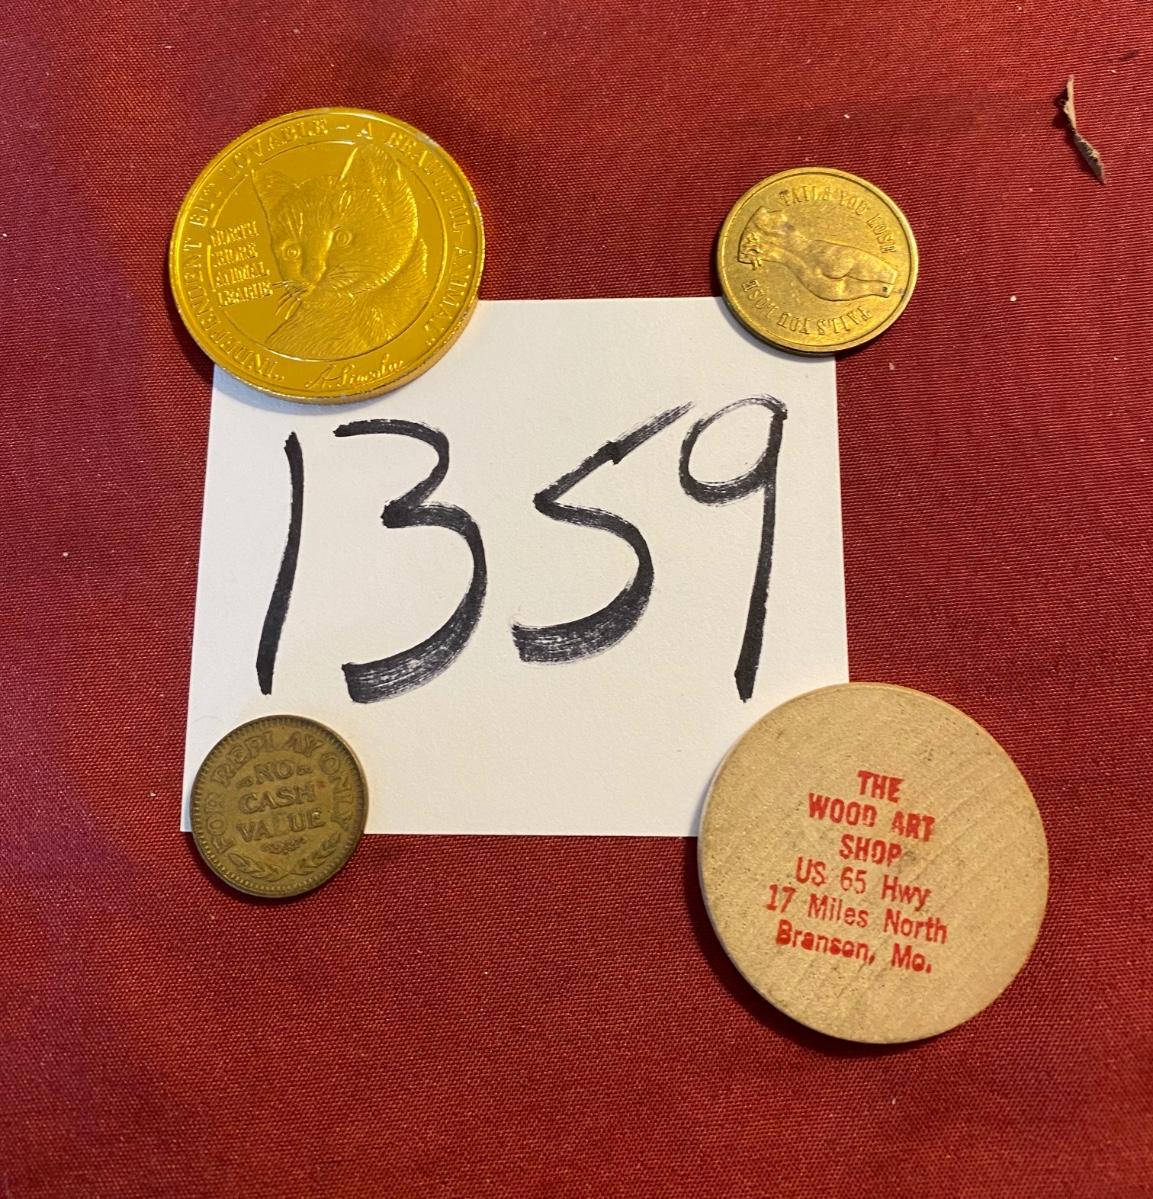 INDEPENDENT BUT LOVABLE - A BEAUTIFUL ANIMAL
NORTH
SHORE
ANIMAL
LEAGUE
A. Lincoln
TAILS YOU LOSE
TAILS YOU LOSE
1359
FOR REPLAY ONLY
NO
CASH
VALUE
THE
WOOD ART
SHOP
US 65 Hwy
17 Miles North
Branson, Mo.